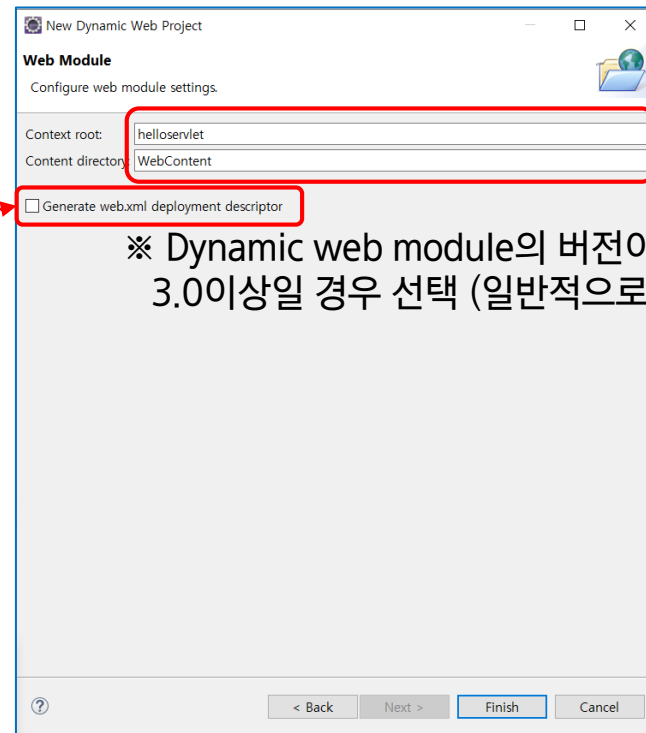 New Dynamic Web Project
Web Module
Configure web module settings.
Context root: helloservlet
Content directory: WebContent
Generate web.xml deployment descriptor
※ Dynamic web module의 버전이
3.0이상일 경우 선택 (일반적으로
< Back Next > Finish Cancel